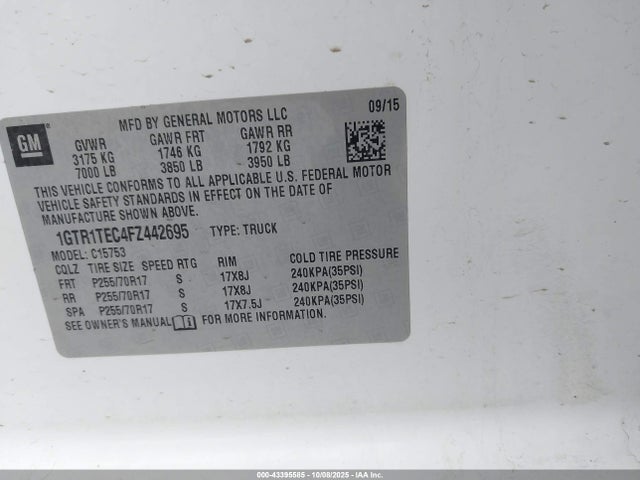 09/15
MFD BY GENERAL MOTORS LLC
GM
GVWR GAWR FRT GAWR RR
3175 KG 1746 KG 1792 KG
7000 LB 3850 LB 3950 LB
THIS VEHICLE CONFORMS TO ALL APPLICABLE U.S. FEDERAL MOTOR
VEHICLE SAFETY STANDARDS IN EFFECT ON THE DATE OF
MANUFACTURE SHOWN ABOVE.
1GTR1TEC4FZ442695 TYPE: TRUCK
MODEL: C15753
CQLZ TIRE SIZE SPEED RTG RIM COLD TIRE PRESSURE
FRT P255/70R17 S 17X8J 240KPA(35PSI)
RR P255/70R17 S 17X8J 240KPA(35PSI)
SPA P255/70R17 S 17X7.5J 240KPA(35PSI)
SEE OWNER'S MANUAL FOR MORE INFORMATION.
000-43395565 - 10/08/2025 - IAA Inc.